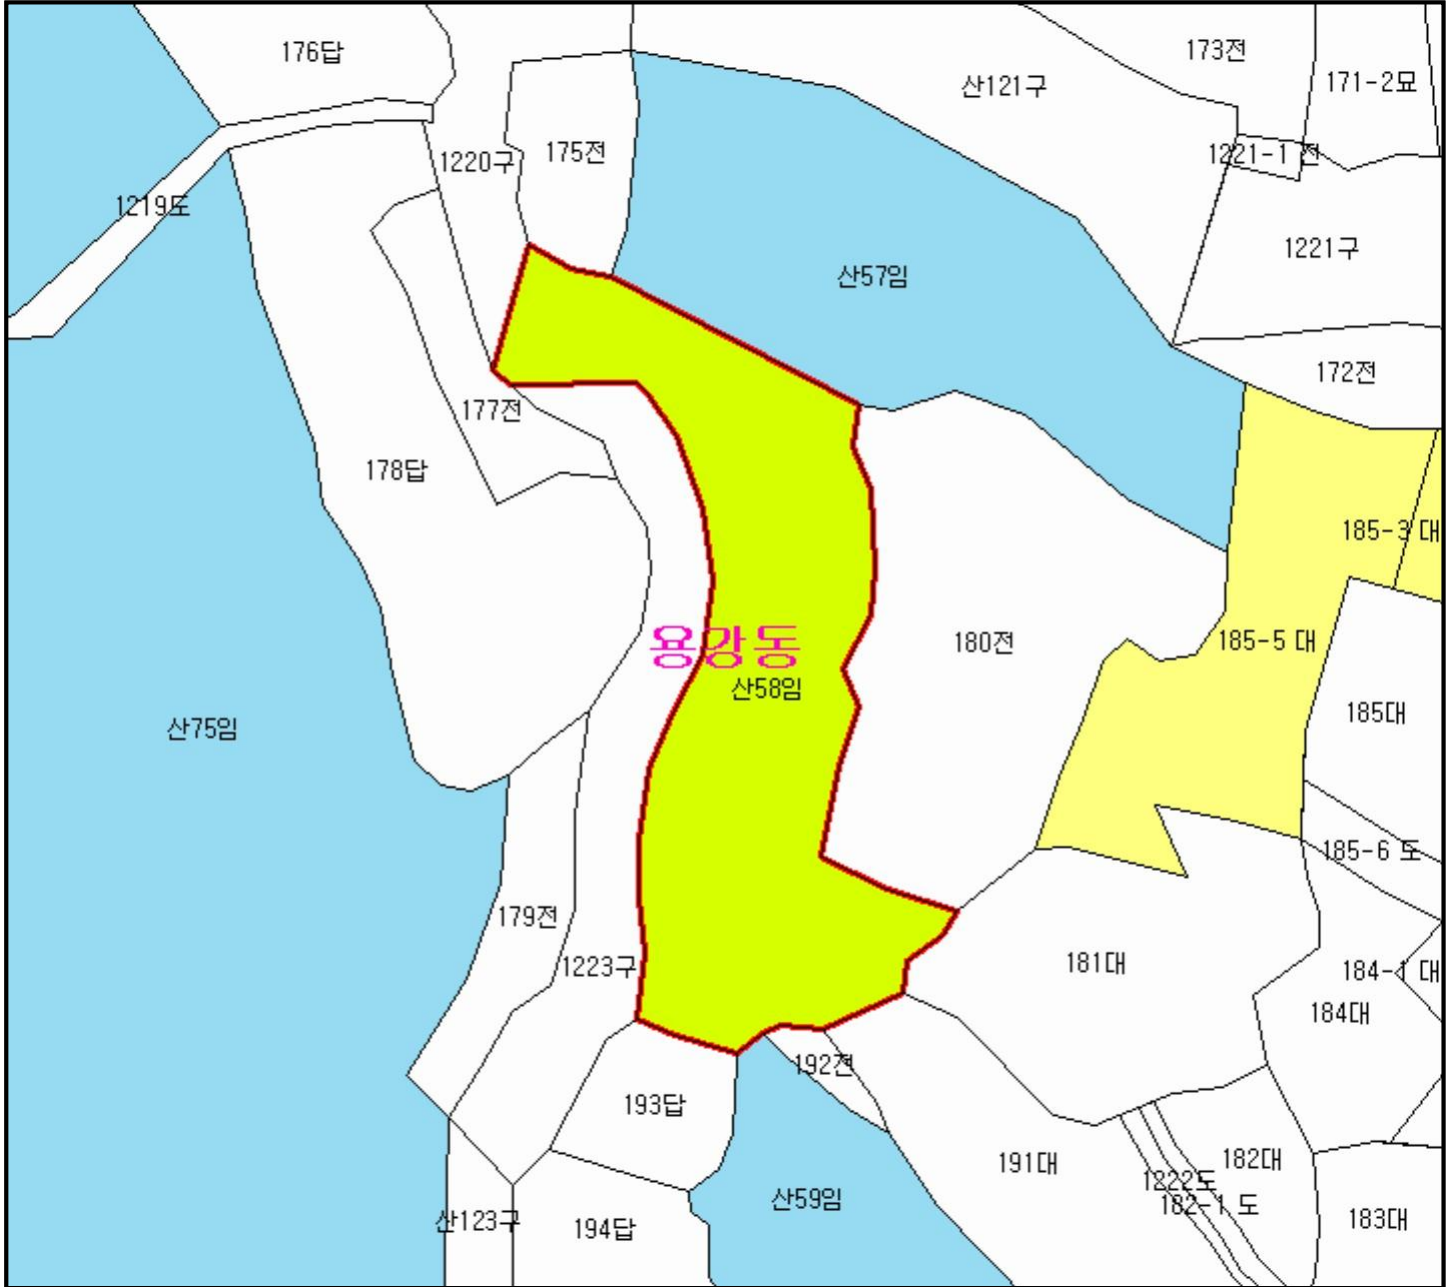 176답
173전
산121구
171-2묘
1220구
175전
1221-1 전
1219도
1221구
산57임
172전
177전
178답
185-3 대
용강동
180전
185-5 대
산58임
185대
산75임
185-6 도
179전
1223구
181대
184-1 대
184대
192전
193답
191대
182대
1222도
산59임
182-1 도
산123구
194답
183대